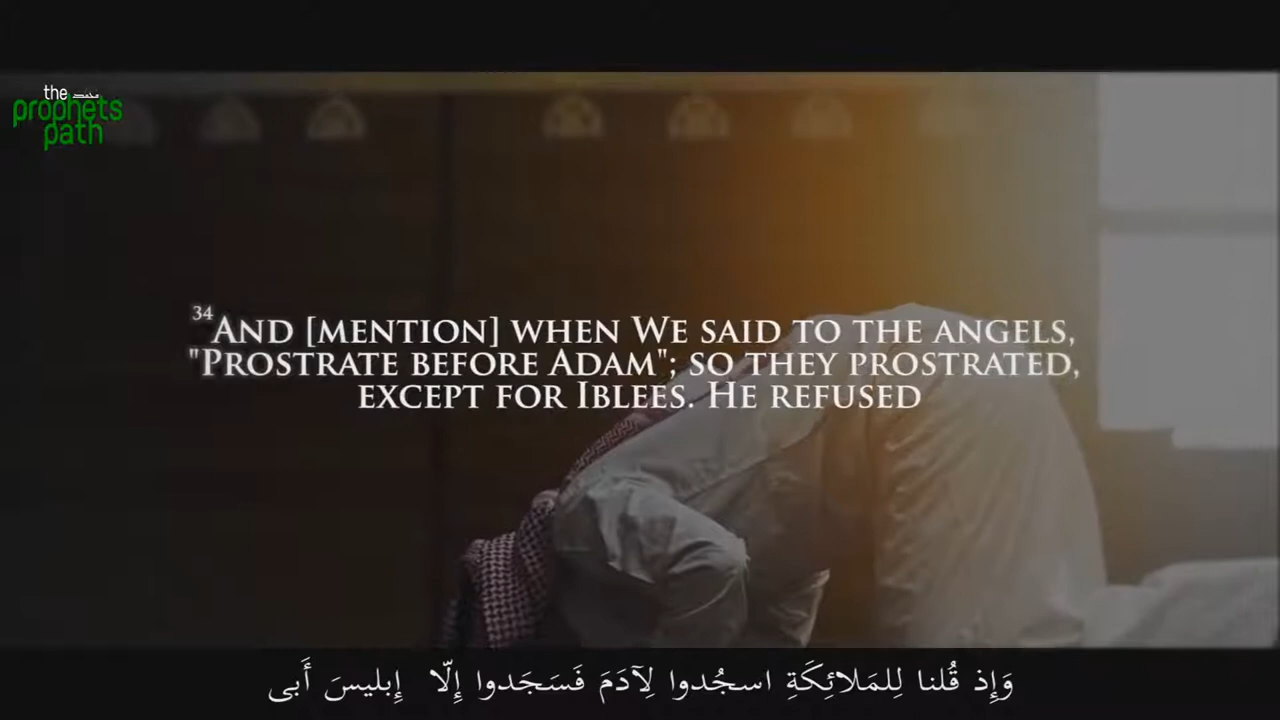 the محمد
prophets
path
34 And [mention] when We said to the angels,
"Prostrate before Adam"; so they prostrated,
except for Iblees. He refused
وَإِذ قُلنا لِلمَلائِكَةِ اسجُدوا لِآدَمَ فَسَجَدوا إِلّا إِبليسَ أَبى